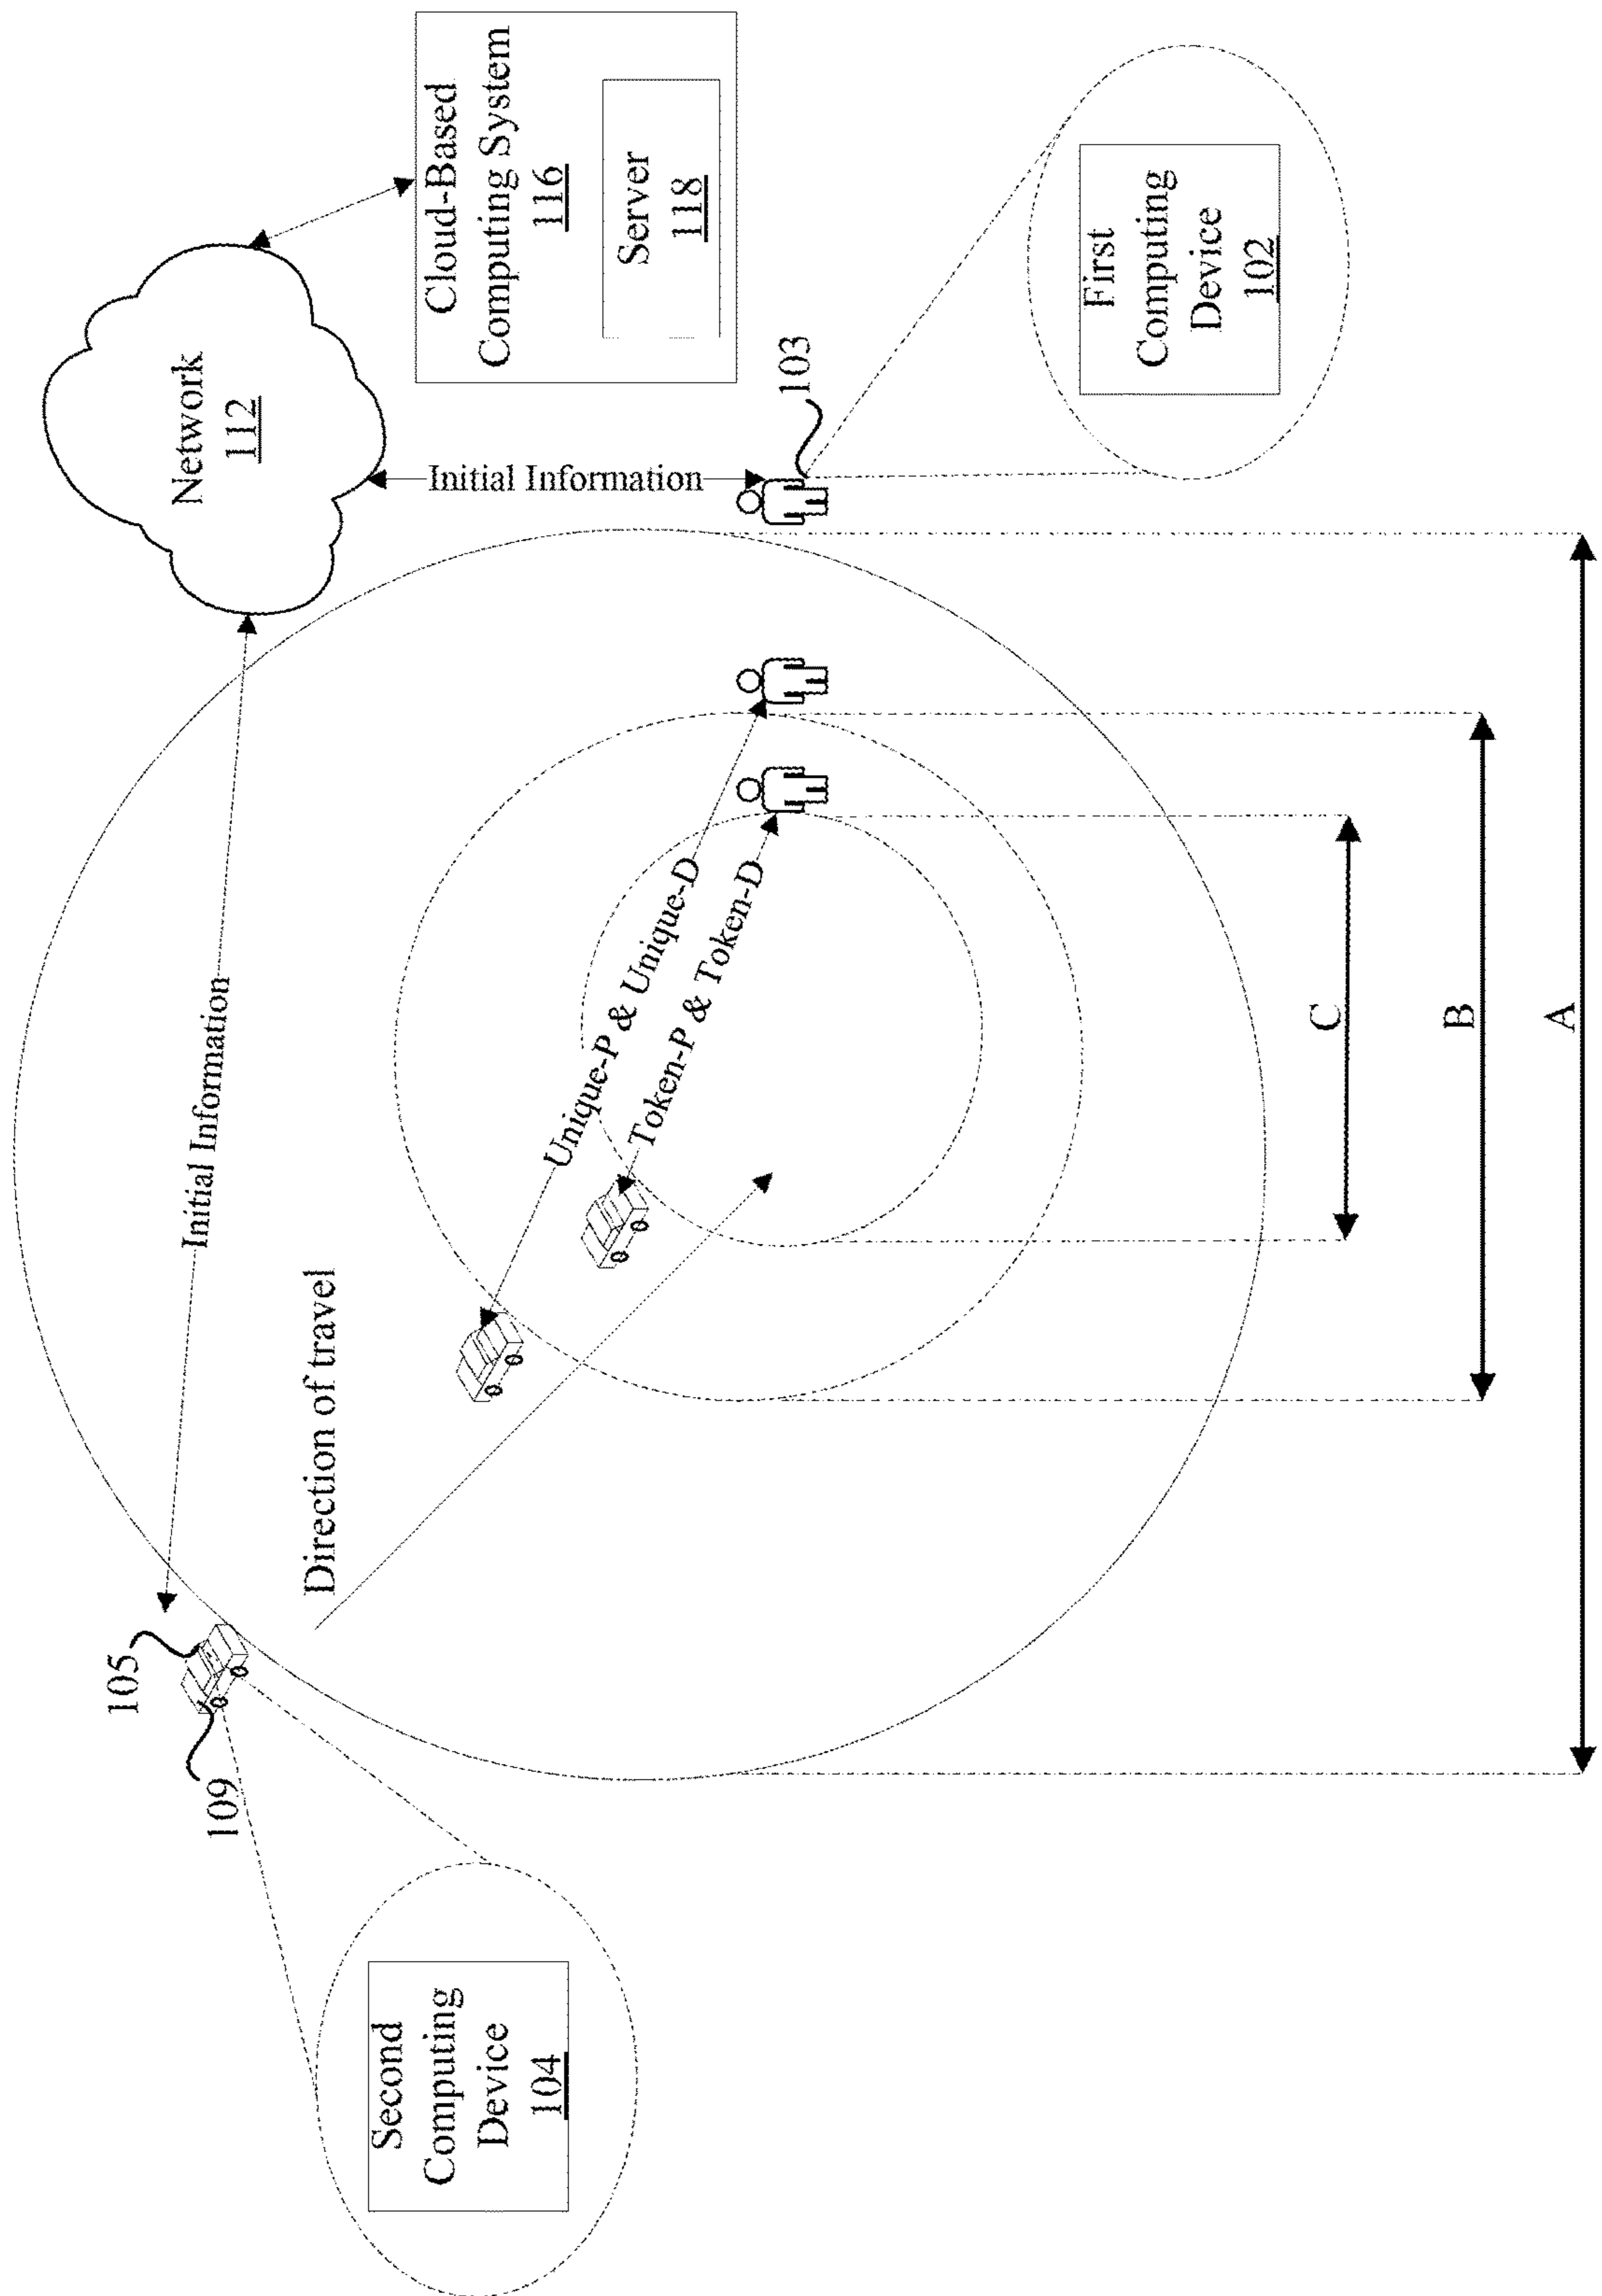 Network
112
Cloud-Based
Computing System
116
Server
118
Initial Information
103
First
Computing
Device
102
Initial Information
Unique-P & Unique-D
Token-P & Token-D
Direction of travel
105
109
Second
Computing
Device
104
C
B
A